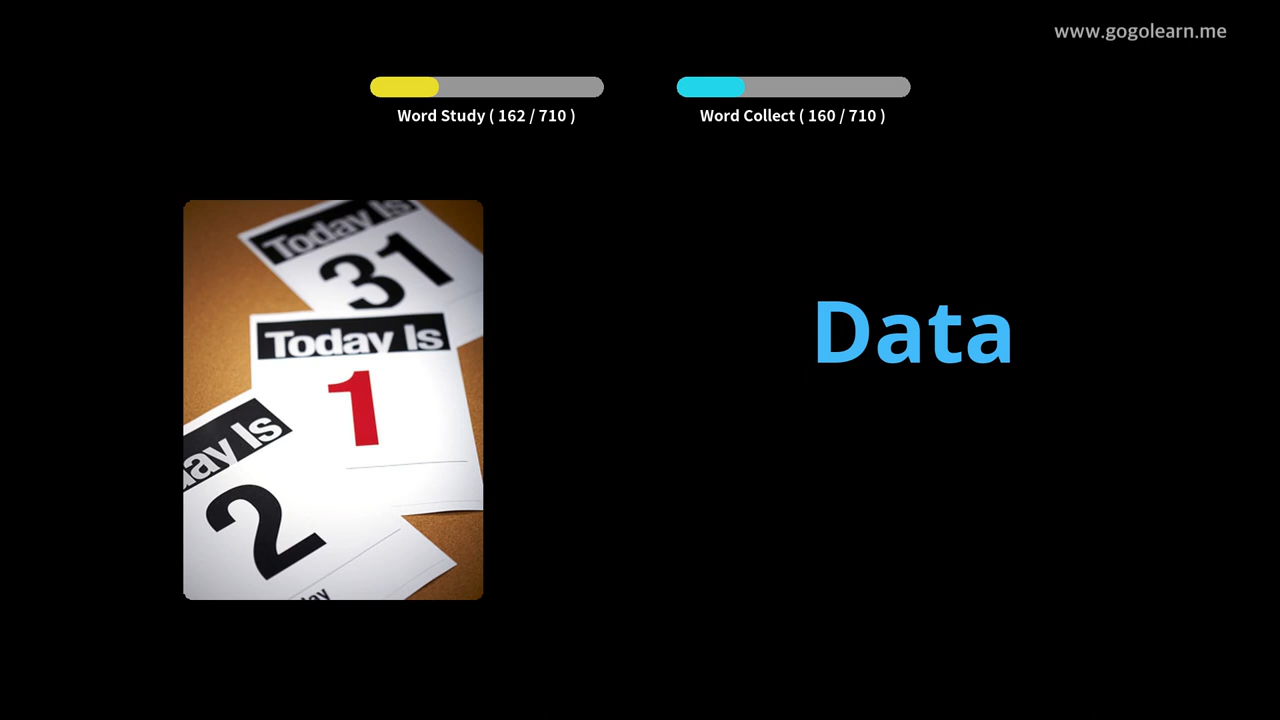 www.gogolearn.me
Word Study ( 162 / 710 )
Word Collect ( 160 / 710 )
Today Is
31
Today Is
1
ay Is
2
Data